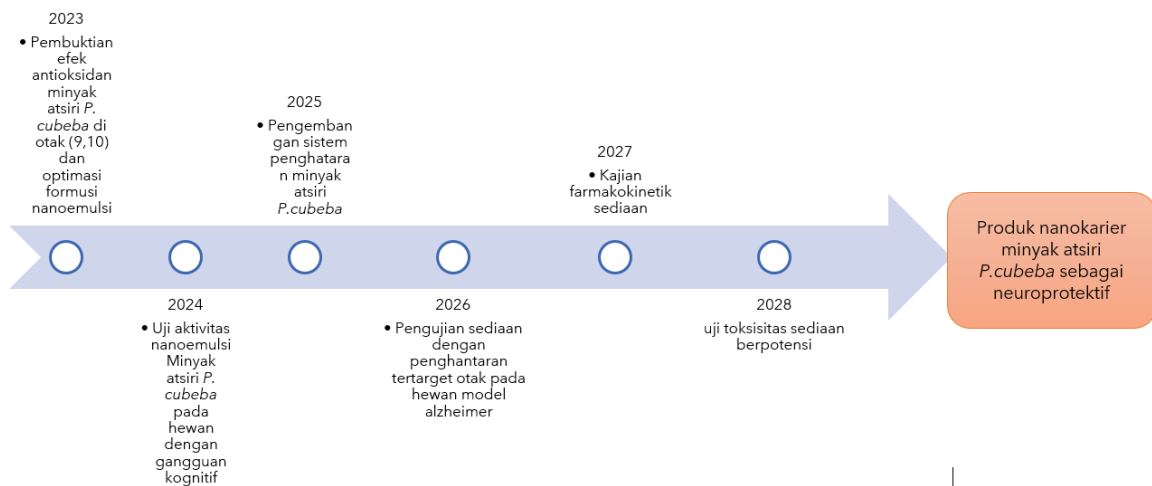 2023
• Pembuktian
efek
antioksidan
minyak
atsiri P.
cubeba di
otak (9,10)
dan
optimasi
formusi
nanoemulsi
2024
• Uji aktivitas
nanoemulsi
Minyak
atsiri P.
cubeba
pada
hewan
dengan
gangguan
kognitif
2025
• Pengemban
gan sistem
penghatara
n minyak
atsiri
P.cubeba
2026
• Pengujian sediaan
dengan
penghantaran
tertarget otak pada
hewan model
alzheimer
2027
• Kajian
farmakokinetik
sediaan
2028
uji toksisitas sediaan
berpotensi
Produk nanokarier
minyak atsiri
P.cubeba sebagai
neuroprotektif